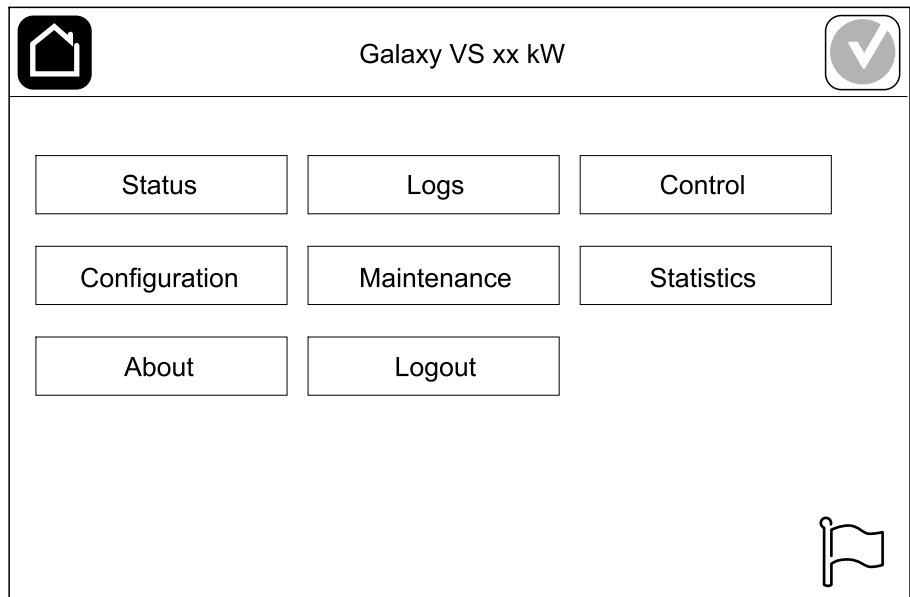 Galaxy VS xx kW
Status
Logs
Control
Configuration
Maintenance
Statistics
About
Logout